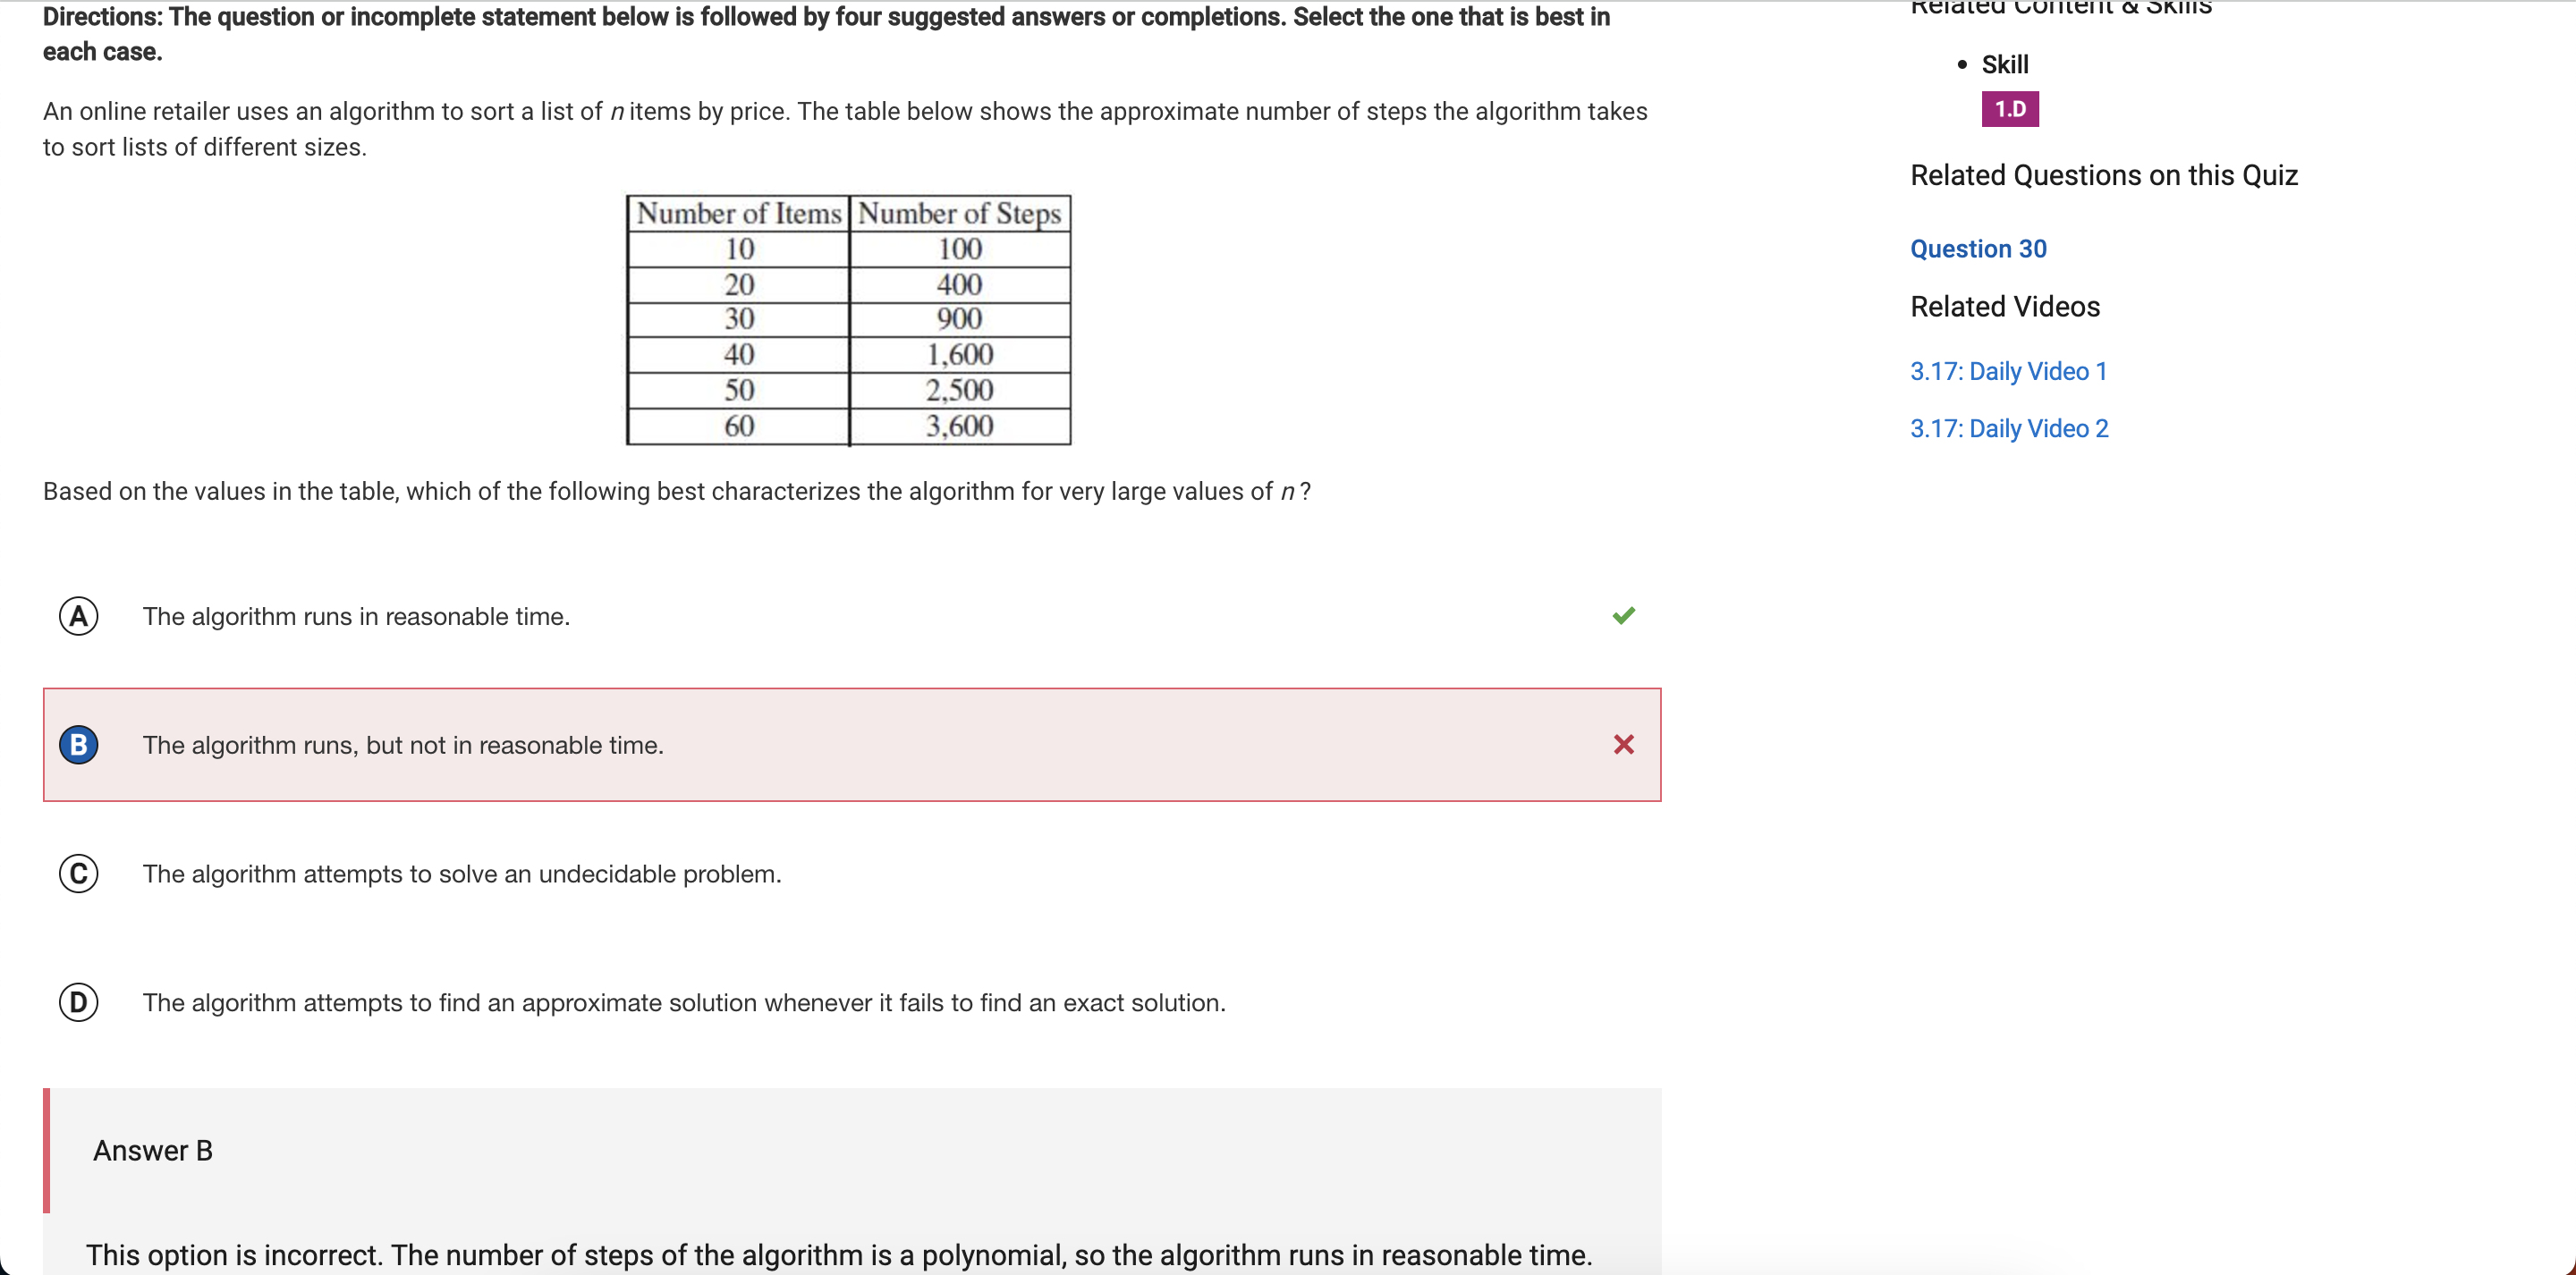 Directions: The question or incomplete statement below is followed by four suggested answers or completions. Select the one that is best in
each case.
An online retailer uses an algorithm to sort a list of n items by price. The table below shows the approximate number of steps the algorithm takes
to sort lists of different sizes.
Number of Items Number of Steps
10 100
20 400
30 900
40 1,600
50 2,500
60 3,600
Based on the values in the table, which of the following best characterizes the algorithm for very large values of n?
A The algorithm runs in reasonable time.
B The algorithm runs, but not in reasonable time.
C The algorithm attempts to solve an undecidable problem.
D The algorithm attempts to find an approximate solution whenever it fails to find an exact solution.
Answer B
This option is incorrect. The number of steps of the algorithm is a polynomial, so the algorithm runs in reasonable time.
Related Content & Skills
• Skill
1.D
Related Questions on this Quiz
Question 30
Related Videos
3.17: Daily Video 1
3.17: Daily Video 2